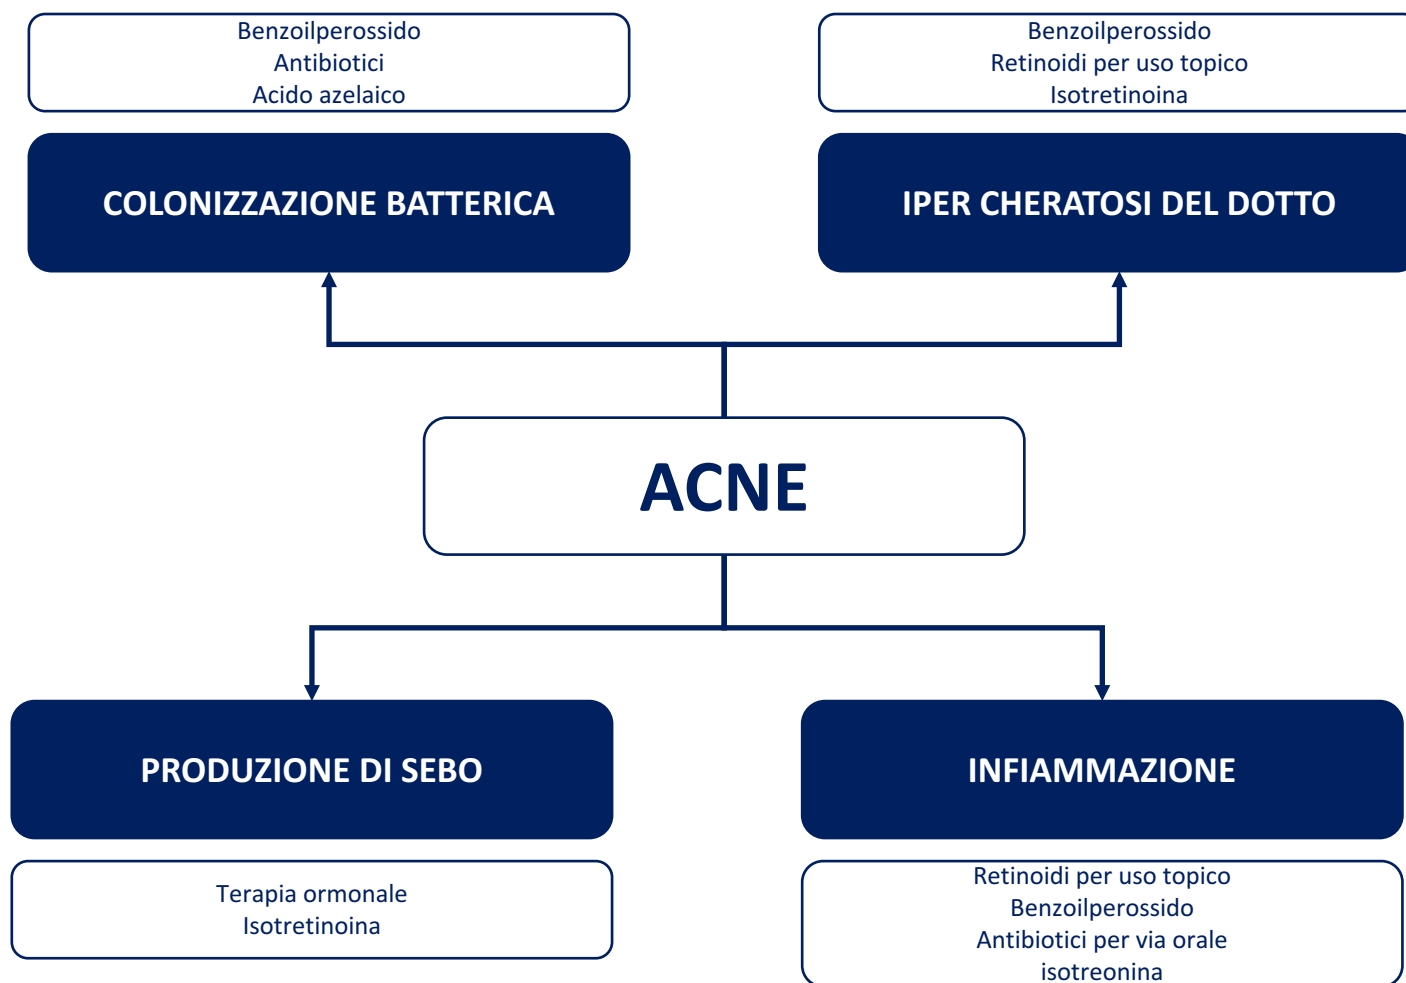 Benzoilperossido
Antibiotici
Acido azelaico
COLONIZZAZIONE BATTERICA
Benzoilperossido
Retinoidi per uso topico
Isotretinoina
IPER CHERATOSI DEL DOTTO
ACNE
PRODUZIONE DI SEBO
Terapia ormonale
Isotretinoina
INFIAMMAZIONE
Retinoidi per uso topico
Benzoilperossido
Antibiotici per via orale
isotreonina